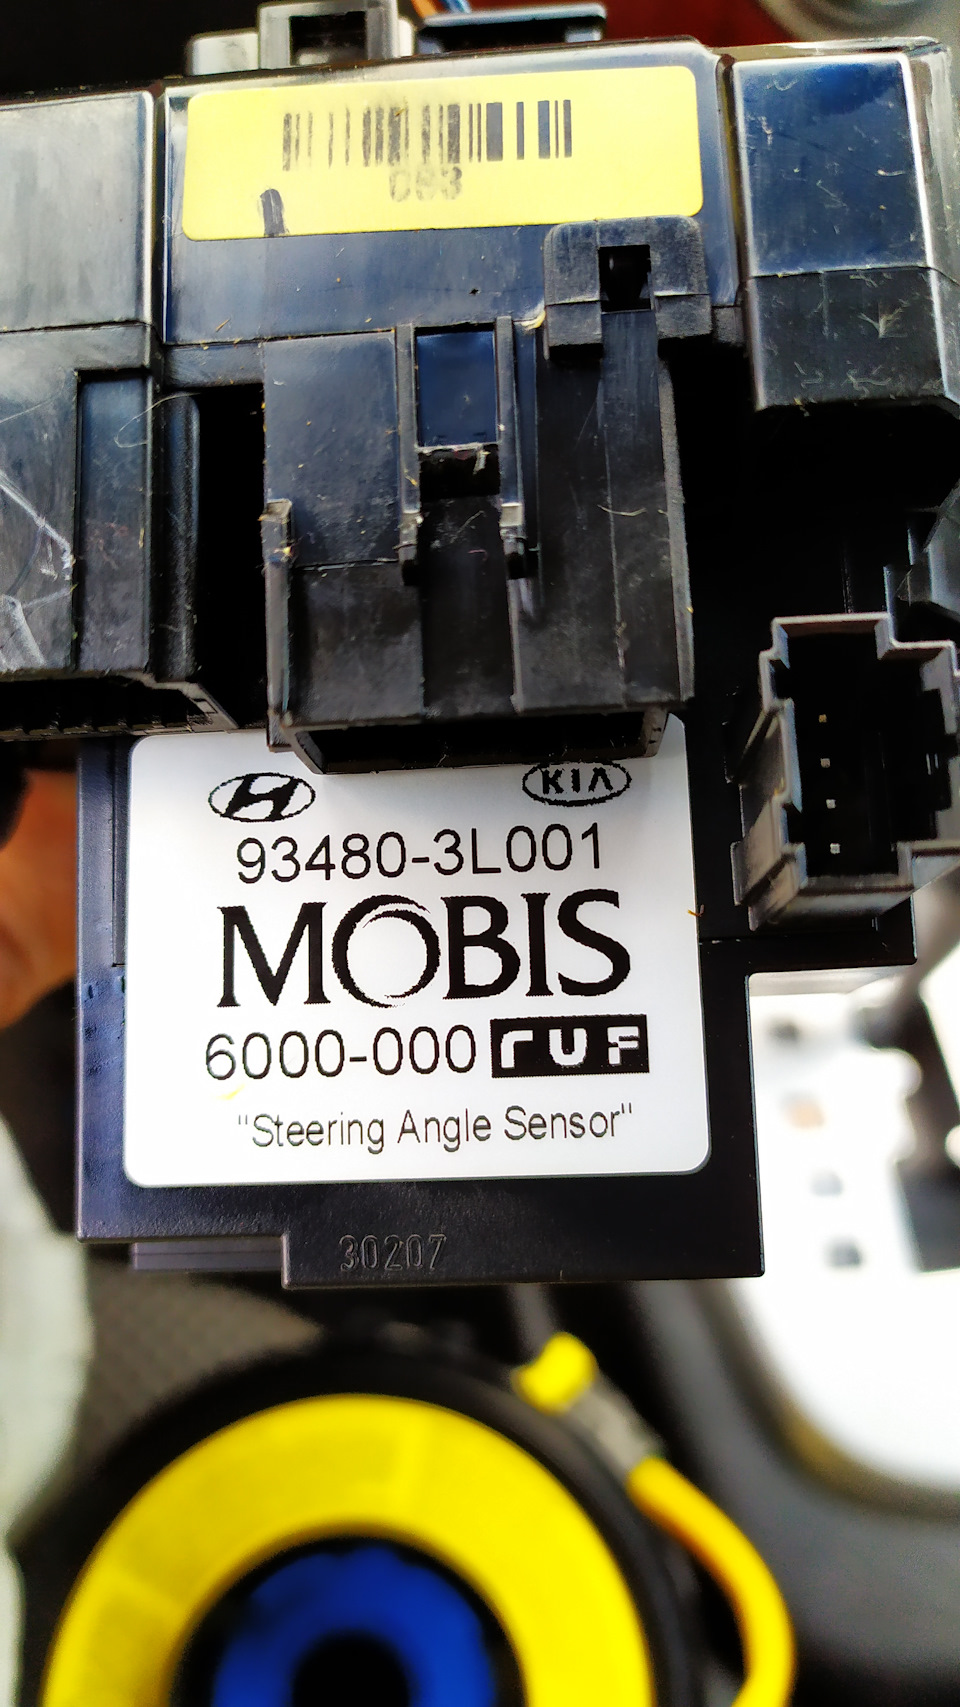 KIA
93480-3L001
MOBIS
6000-000 ruF
"Steering Angle Sensor"
30207